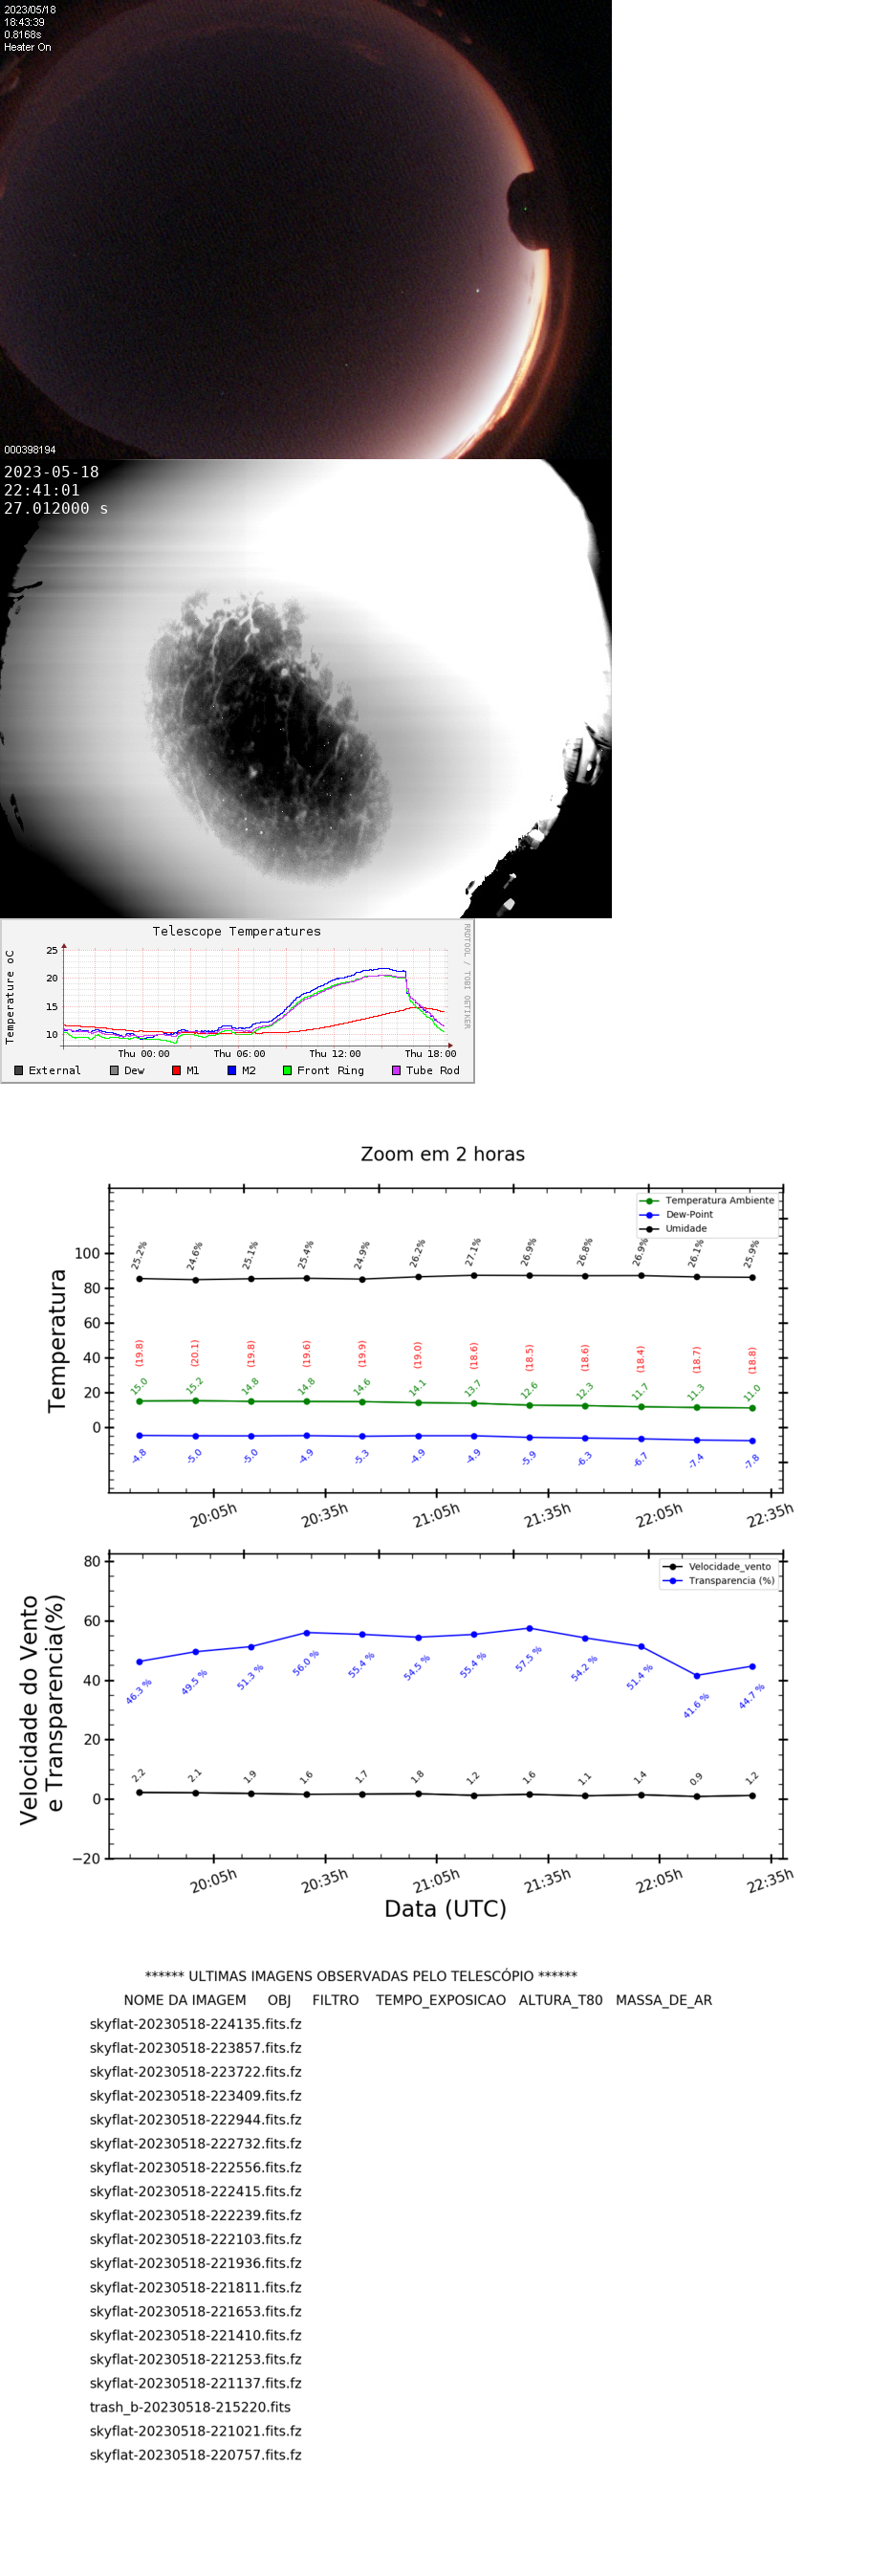 2023/05/18
18:43:39
0.8168s
Heater On
000398194
2023-05-18
22:41:01
27.012000 s
Telescope Temperatures
RRDTOOL / TOBI OETIKER
Temperature oC
25
20
15
10
Thu 00:00 Thu 06:00 Thu 12:00 Thu 18:00
External Dew M1 M2 Front Ring Tube Rod
Zoom em 2 horas
Temperatura Ambiente
Dew-Point
Umidade
Temperatura
100
80
60
40
20
0
25.2% 24.6% 25.1% 25.4% 24.9% 26.2% 27.1% 26.9% 26.8% 26.9% 26.1% 25.9%
(19.8) (20.1) (19.8) (19.6) (19.9) (19.0) (18.6) (18.5) (18.6) (18.4) (18.7) (18.8)
15.0 15.2 14.8 14.8 14.6 14.1 13.7 12.6 12.3 11.7 11.3 11.0
-4.8 -5.0 -5.0 -4.9 -5.3 -4.9 -4.9 -5.9 -6.3 -6.7 -7.4 -7.8
20:05h 20:35h 21:05h 21:35h 22:05h 22:35h
Velocidade_vento
Transparencia (%)
Velocidade do Vento
e Transparencia(%)
80
60
40
20
0
−20
46.3 % 49.5 % 51.3 % 56.0 % 55.4 % 54.5 % 55.4 % 57.5 % 54.2 % 51.4 % 41.6 % 44.7 %
2.2 2.1 1.9 1.6 1.7 1.8 1.2 1.6 1.1 1.4 0.9 1.2
20:05h 20:35h 21:05h 21:35h 22:05h 22:35h
Data (UTC)
****** ULTIMAS IMAGENS OBSERVADAS PELO TELESCÓPIO ******
NOME DA IMAGEM OBJ FILTRO TEMPO_EXPOSICAO ALTURA_T80 MASSA_DE_AR
skyflat-20230518-224135.fits.fz
skyflat-20230518-223857.fits.fz
skyflat-20230518-223722.fits.fz
skyflat-20230518-223409.fits.fz
skyflat-20230518-222944.fits.fz
skyflat-20230518-222732.fits.fz
skyflat-20230518-222556.fits.fz
skyflat-20230518-222415.fits.fz
skyflat-20230518-222239.fits.fz
skyflat-20230518-222103.fits.fz
skyflat-20230518-221936.fits.fz
skyflat-20230518-221811.fits.fz
skyflat-20230518-221653.fits.fz
skyflat-20230518-221410.fits.fz
skyflat-20230518-221253.fits.fz
skyflat-20230518-221137.fits.fz
trash_b-20230518-215220.fits
skyflat-20230518-221021.fits.fz
skyflat-20230518-220757.fits.fz